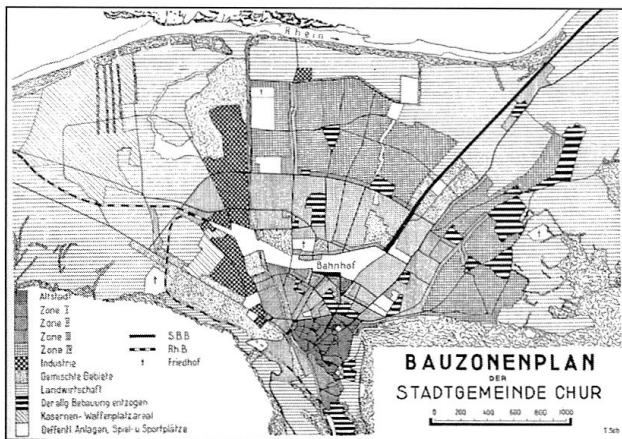 Rhein
†
†
†
†
Bahnhof
†
Altstadt
Zone I
Zone II
Zone III
Zone IV
Industrie
Gemischte Gebiete
Landwirtschaft
Der allg. Bebauung entzogen
Kasernen- Waffenplatzareal
Oeffentl. Anlagen, Spiel- u. Sportplätze
S.B.B.
Rh.B.
† Friedhof
BAUZONENPLAN
DER
STADTGEMEINDE CHUR
0 200 400 600 800 1000